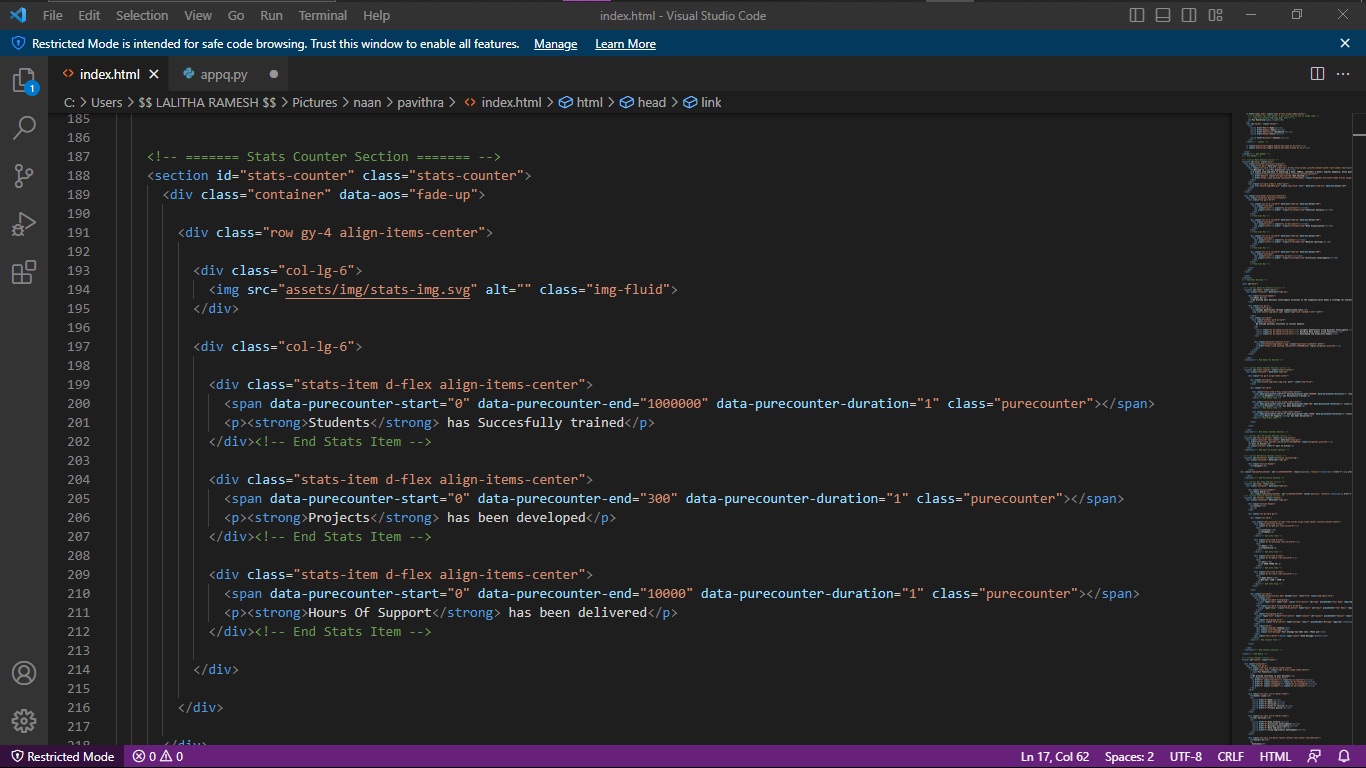 File Edit Selection View Go Run Terminal Help index.html - Visual Studio Code
Restricted Mode is intended for safe code browsing. Trust this window to enable all features. Manage Learn More
1
index.html appq.py
C: > Users > $$ LALITHA RAMESH $$ > Pictures > naan > pavithra > index.html > html > head > link
185
186
187 <!-- ======= Stats Counter Section ======= -->
188 <section id="stats-counter" class="stats-counter">
189 <div class="container" data-aos="fade-up">
190
191 <div class="row gy-4 align-items-center">
192
193 <div class="col-lg-6">
194 <img src="assets/img/stats-img.svg" alt="" class="img-fluid">
195 </div>
196
197 <div class="col-lg-6">
198
199 <div class="stats-item d-flex align-items-center">
200 <span data-purecounter-start="0" data-purecounter-end="1000000" data-purecounter-duration="1" class="purecounter"></span>
201 <p><strong>Students</strong> has Succesfully trained</p>
202 </div><!-- End Stats Item -->
203
204 <div class="stats-item d-flex align-items-center">
205 <span data-purecounter-start="0" data-purecounter-end="300" data-purecounter-duration="1" class="purecounter"></span>
206 <p><strong>Projects</strong> has been developed</p>
207 </div><!-- End Stats Item -->
208
209 <div class="stats-item d-flex align-items-center">
210 <span data-purecounter-start="0" data-purecounter-end="10000" data-purecounter-duration="1" class="purecounter"></span>
211 <p><strong>Hours Of Support</strong> has been delivered</p>
212 </div><!-- End Stats Item -->
213
214 </div>
215
216 </div>
217
218 </div>
Restricted Mode 0 0 Ln 17, Col 62 Spaces: 2 UTF-8 CRLF HTML